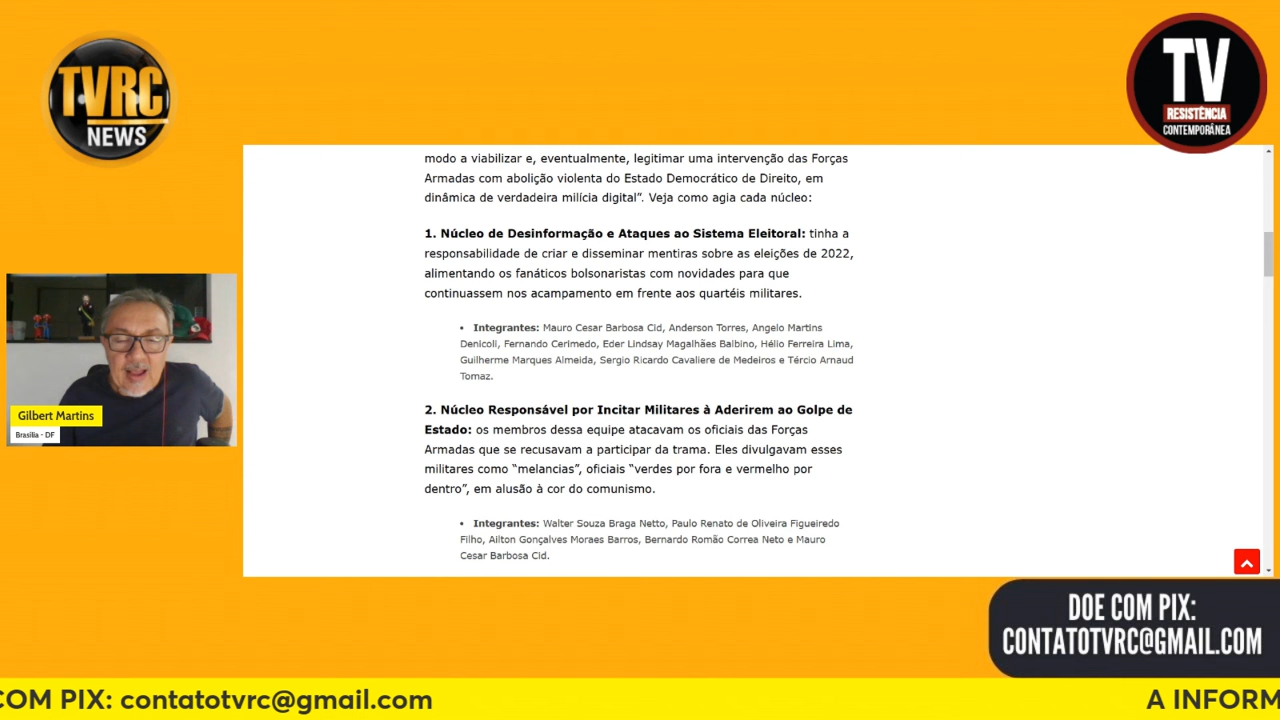 TVRC
NEWS
TV
RESISTÊNCIA
CONTEMPORÂNEA
modo a viabilizar e, eventualmente, legitimar uma intervenção das Forças
Armadas com abolição violenta do Estado Democrático de Direito, em
dinâmica de verdadeira milícia digital”. Veja como agia cada núcleo:
1. Núcleo de Desinformação e Ataques ao Sistema Eleitoral: tinha a
responsabilidade de criar e disseminar mentiras sobre as eleições de 2022,
alimentando os fanáticos bolsonaristas com novidades para que
continuassem nos acampamento em frente aos quartéis militares.
• Integrantes: Mauro Cesar Barbosa Cid, Anderson Torres, Angelo Martins
Denicoli, Fernando Cerimedo, Eder Lindsay Magalhães Balbino, Hélio Ferreira Lima,
Guilherme Marques Almeida, Sergio Ricardo Cavaliere de Medeiros e Tércio Arnaud
Tomaz.
2. Núcleo Responsável por Incitar Militares à Aderirem ao Golpe de
Estado: os membros dessa equipe atacavam os oficiais das Forças
Armadas que se recusavam a participar da trama. Eles divulgavam esses
militares como “melancias”, oficiais “verdes por fora e vermelho por
dentro”, em alusão à cor do comunismo.
• Integrantes: Walter Souza Braga Netto, Paulo Renato de Oliveira Figueiredo
Filho, Ailton Gonçalves Moraes Barros, Bernardo Romão Correa Neto e Mauro
Cesar Barbosa Cid.
Gilbert Martins
Brasília - DF
DOE COM PIX:
CONTATOTVRC@GMAIL.COM
COM PIX: contatotvrc@gmail.com
A INFORM